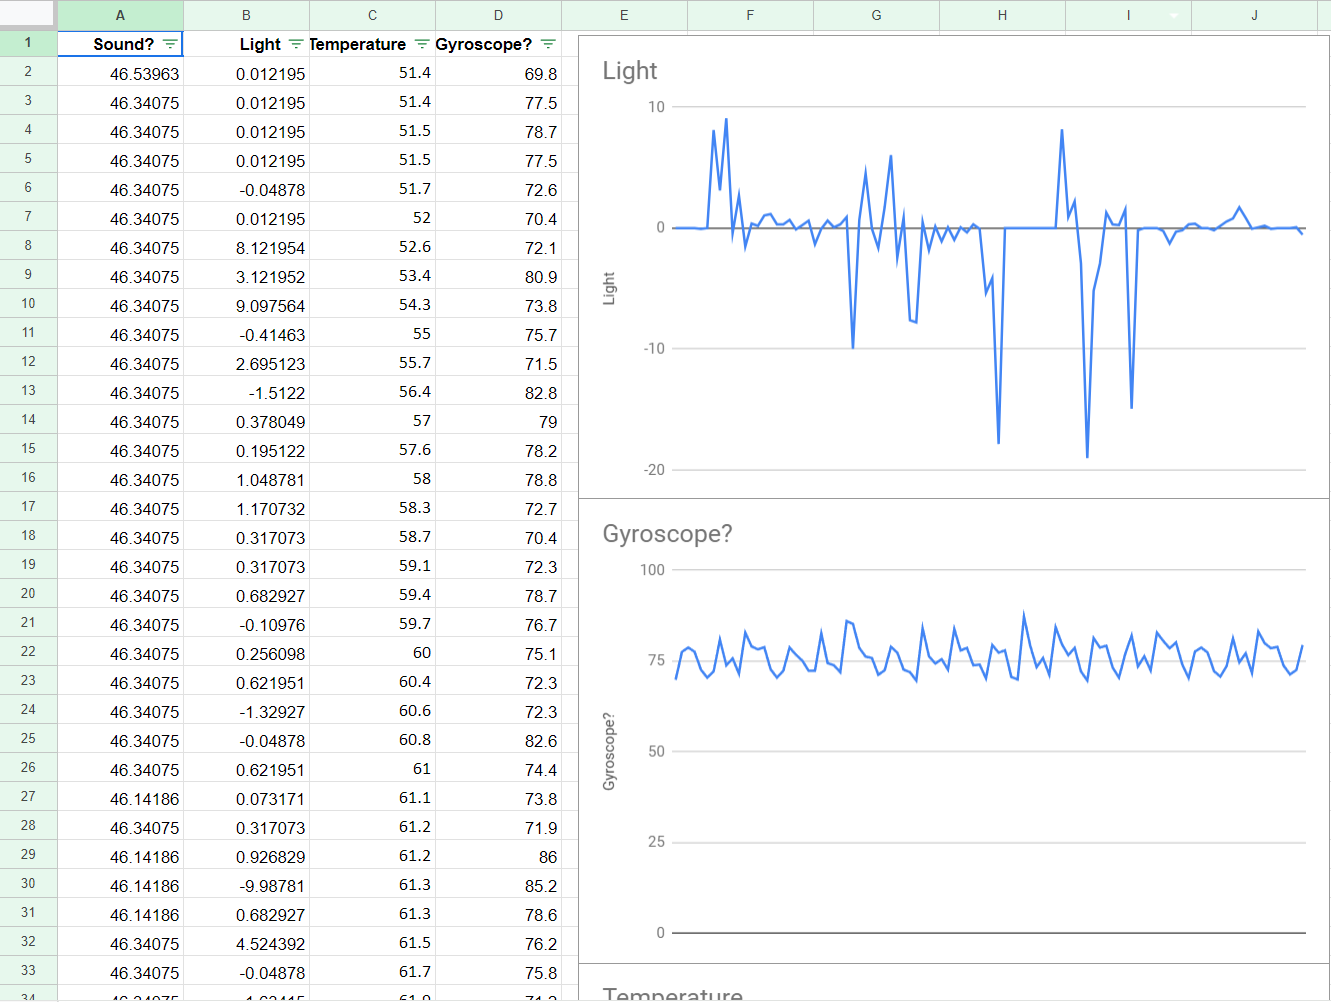 A B C D E F G H I J
1 Sound? Light Temperature Gyroscope?
2 46.53963 0.012195 51.4 69.8
3 46.34075 0.012195 51.4 77.5
4 46.34075 0.012195 51.5 78.7
5 46.34075 0.012195 51.5 77.5
6 46.34075 -0.04878 51.7 72.6
7 46.34075 0.012195 52 70.4
8 46.34075 8.121954 52.6 72.1
9 46.34075 3.121952 53.4 80.9
10 46.34075 9.097564 54.3 73.8
11 46.34075 -0.41463 55 75.7
12 46.34075 2.695123 55.7 71.5
13 46.34075 -1.5122 56.4 82.8
14 46.34075 0.378049 57 79
15 46.34075 0.195122 57.6 78.2
16 46.34075 1.048781 58 78.8
17 46.34075 1.170732 58.3 72.7
18 46.34075 0.317073 58.7 70.4
19 46.34075 0.317073 59.1 72.3
20 46.34075 0.682927 59.4 78.7
21 46.34075 -0.10976 59.7 76.7
22 46.34075 0.256098 60 75.1
23 46.34075 0.621951 60.4 72.3
24 46.34075 -1.32927 60.6 72.3
25 46.34075 -0.04878 60.8 82.6
26 46.34075 0.621951 61 74.4
27 46.14186 0.073171 61.1 73.8
28 46.34075 0.317073 61.2 71.9
29 46.14186 0.926829 61.2 86
30 46.14186 -9.98781 61.3 85.2
31 46.14186 0.682927 61.3 78.6
32 46.34075 4.524392 61.5 76.2
33 46.34075 -0.04878 61.7 75.8
34
Light
10
0
-10
-20
Light
Gyroscope?
100
75
50
25
0
Gyroscope?
Temperature